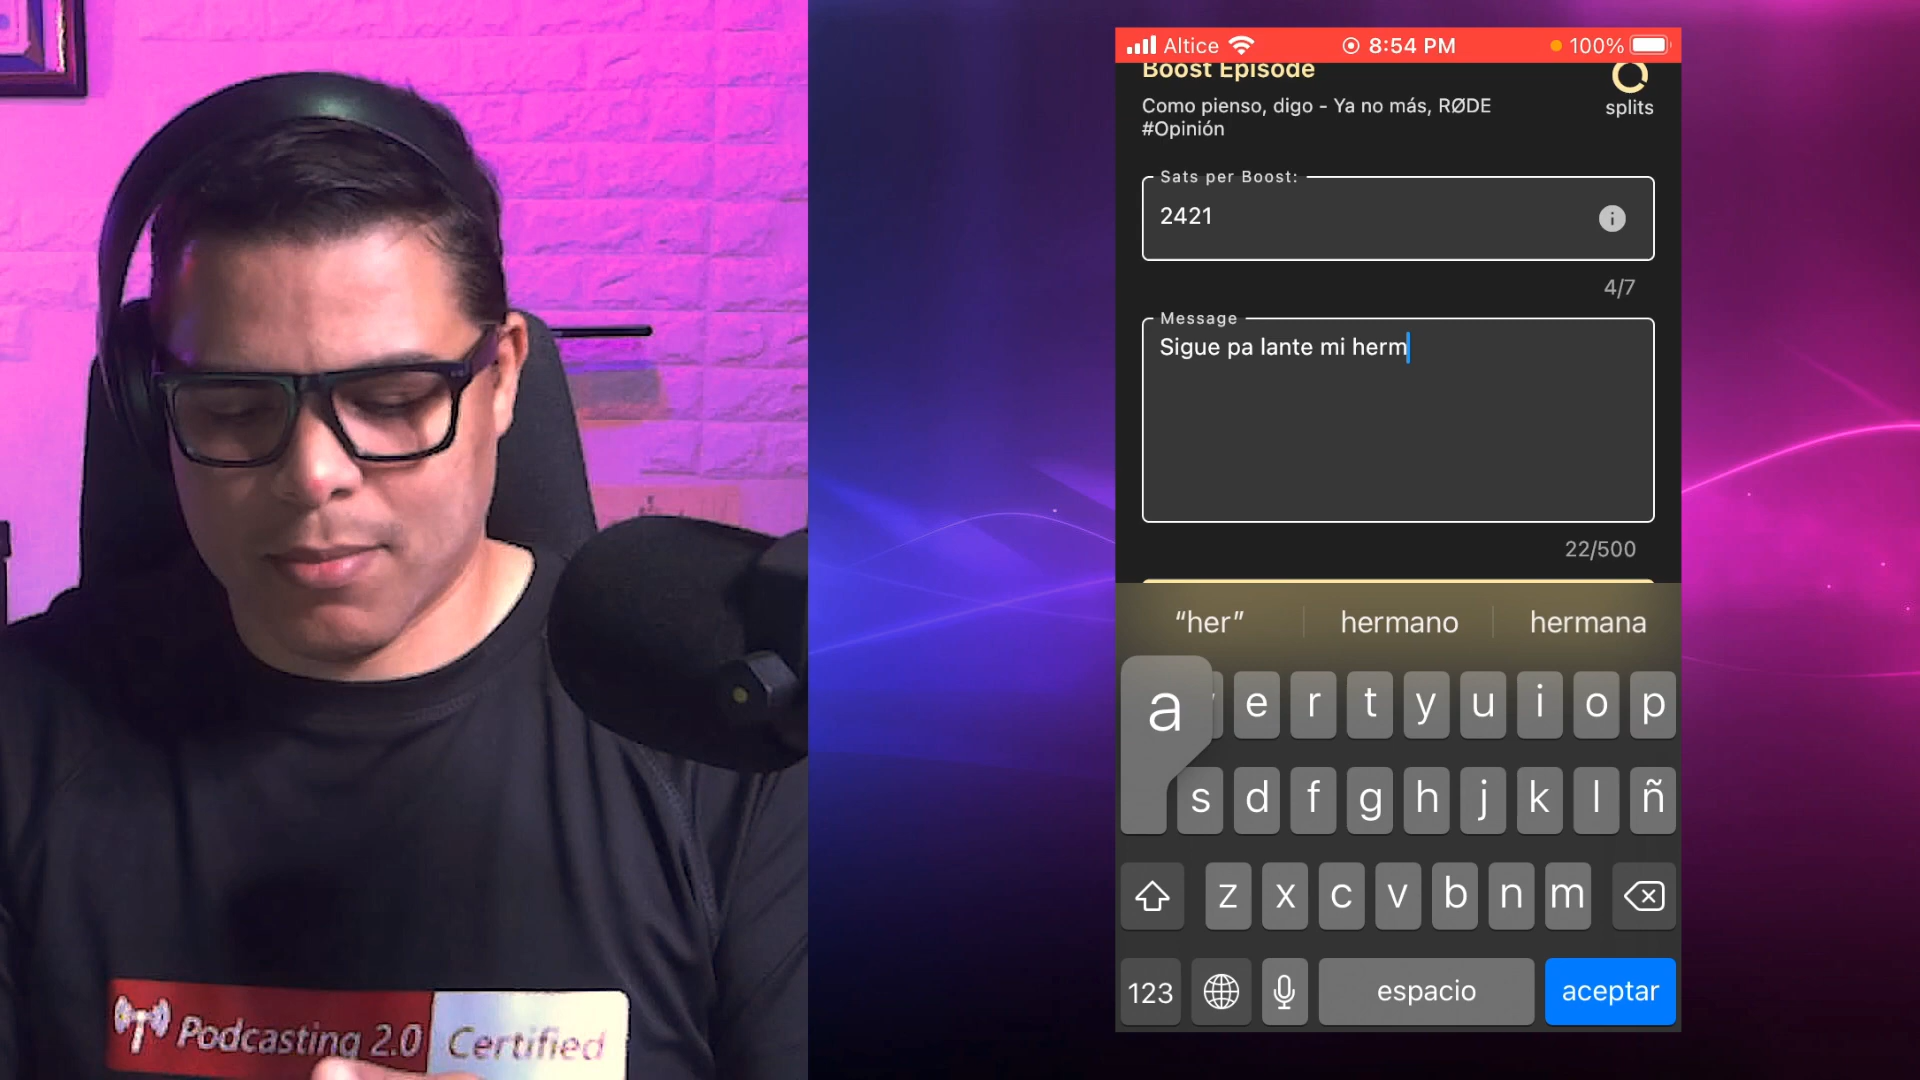 Altice
8:54 PM
100%
Boost Episode
splits
Como pienso, digo - Ya no más, RØDE
#Opinión
Sats per Boost:
2421
4/7
Message
Sigue pa lante mi herm
22/500
“her”
hermano
hermana
a e r t y u i o p
s d f g h j k l ñ
z x c v b n m
123
espacio
aceptar
Podcasting 2.0
Certified